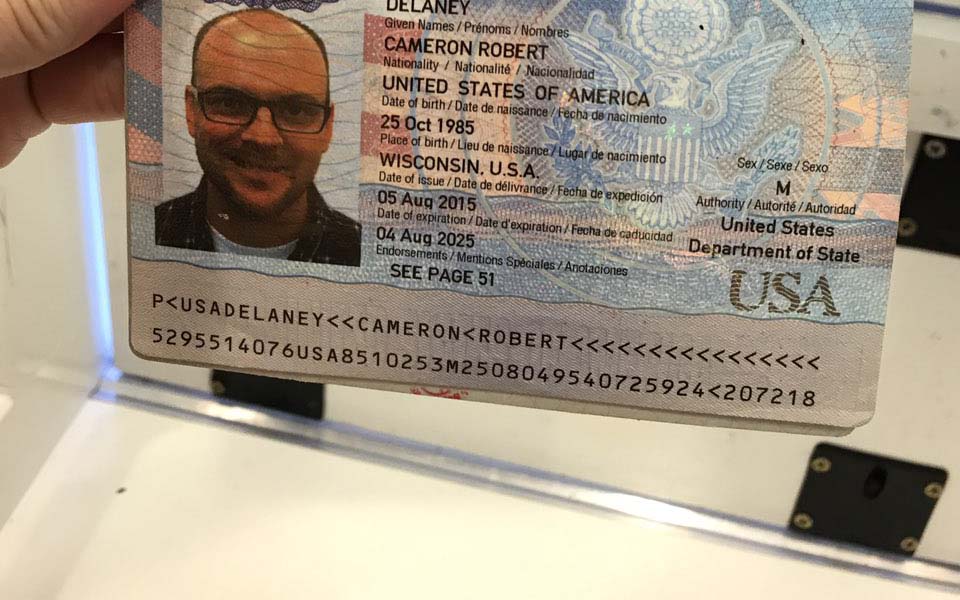 DELANEY
Given Names / Prénoms / Nombres
CAMERON ROBERT
Nationality / Nationalité / Nacionalidad
UNITED STATES OF AMERICA
Date of birth / Date de naissance / Fecha de nacimiento
25 Oct 1985
Place of birth / Lieu de naissance / Lugar de nacimiento
WISCONSIN, U.S.A.
Date of issue / Date de délivrance / Fecha de expedición
05 Aug 2015
Date of expiration / Date d'expiration / Fecha de caducidad
04 Aug 2025
Endorsements / Mentions Spéciales / Anotaciones
SEE PAGE 51
Sex / Sexe / Sexo
M
Authority / Autorité / Autoridad
United States
Department of State
USA
P<USADELANEY<<CAMERON<ROBERT<<<<<<<<<<<<<<<<
5295514076USA8510253M2508049540725924<207218